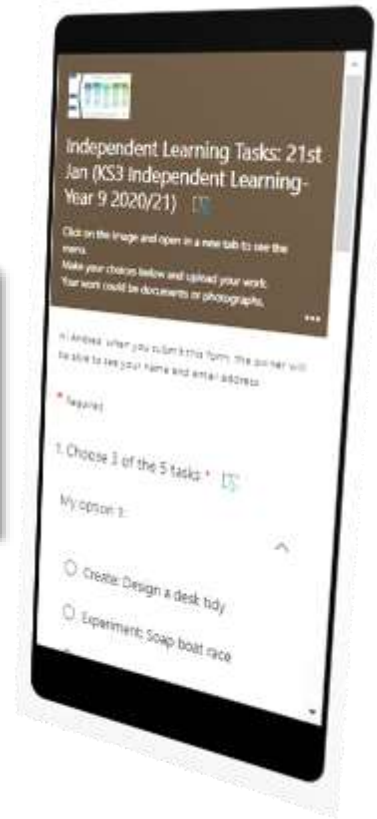 Independent Learning Tasks: 21st
Jan (KS3 Independent Learning-
Year 9 2020/21)
Click on the image and open in a new tab to see the
menu.
Make your choices below and upload your work.
Your work could be documents or photographs.
Hi Andrea, when you submit this form, the owner will
be able to see your name and email address.
* Required
1. Choose 3 of the 5 tasks *
My option 1:
Create: Design a desk tidy
Experiment: Soap boat race